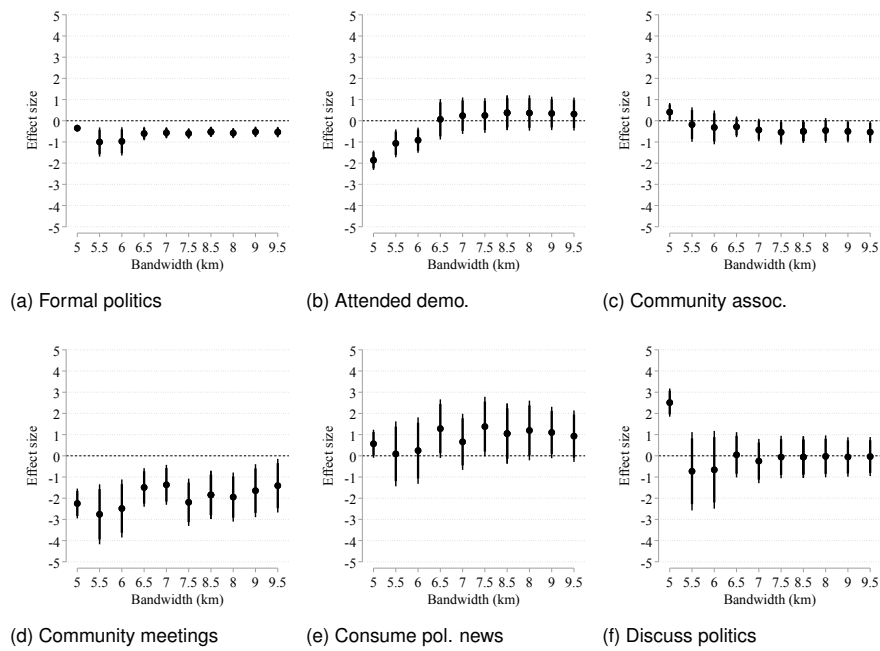 5
4
3
2
1
0
-1
-2
-3
-4
-5
Effect size
5 5.5 6 6.5 7 7.5 8.5 8 9 9.5
Bandwidth (km)
(a) Formal politics
5
4
3
2
1
0
-1
-2
-3
-4
-5
Effect size
5 5.5 6 6.5 7 7.5 8.5 8 9 9.5
Bandwidth (km)
(b) Attended demo.
5
4
3
2
1
0
-1
-2
-3
-4
-5
Effect size
5 5.5 6 6.5 7 7.5 8.5 8 9 9.5
Bandwidth (km)
(c) Community assoc.
5
4
3
2
1
0
-1
-2
-3
-4
-5
Effect size
5 5.5 6 6.5 7 7.5 8.5 8 9 9.5
Bandwidth (km)
(d) Community meetings
5
4
3
2
1
0
-1
-2
-3
-4
-5
Effect size
5 5.5 6 6.5 7 7.5 8.5 8 9 9.5
Bandwidth (km)
(e) Consume pol. news
5
4
3
2
1
0
-1
-2
-3
-4
-5
Effect size
5 5.5 6 6.5 7 7.5 8.5 8 9 9.5
Bandwidth (km)
(f) Discuss politics